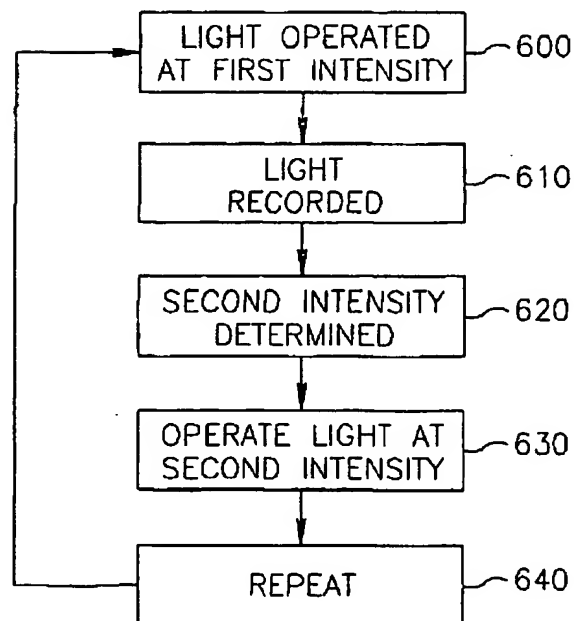 LIGHT OPERATED
AT FIRST INTENSITY
600
LIGHT
RECORDED
610
SECOND INTENSITY
DETERMINED
620
OPERATE LIGHT AT
SECOND INTENSITY
630
REPEAT
640